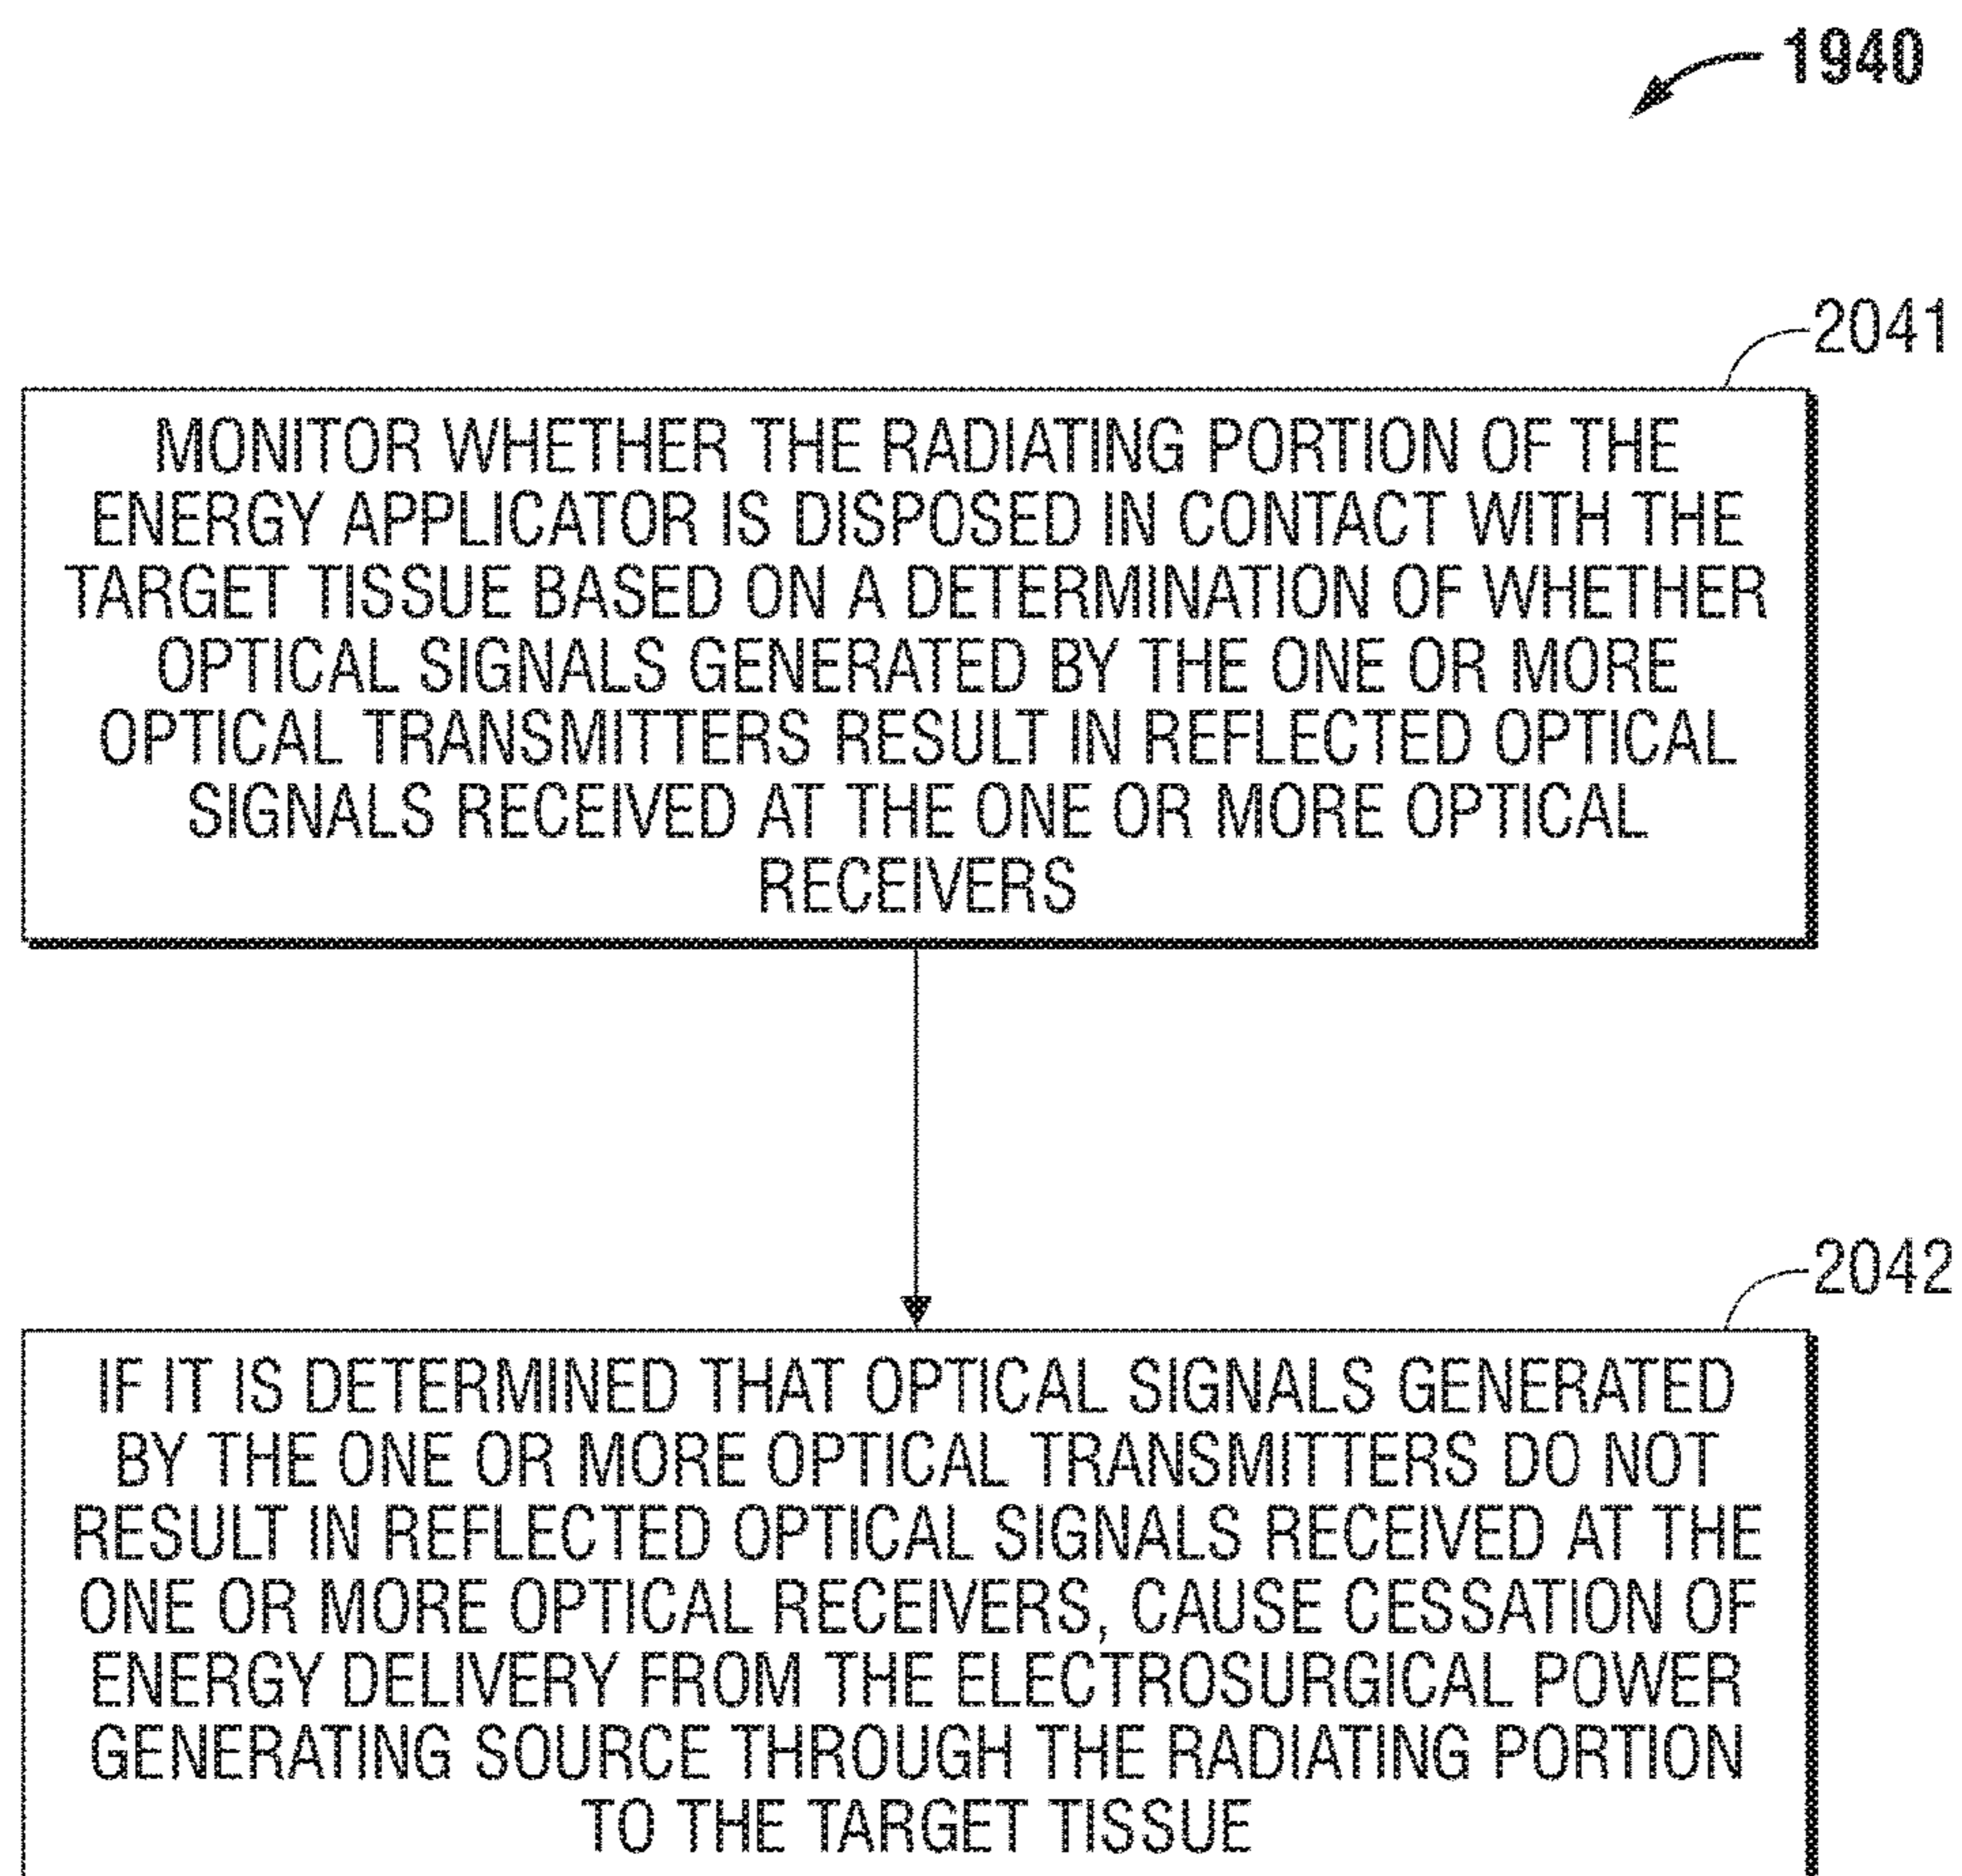 1940
2041
MONITOR WHETHER THE RADIATING PORTION OF THE
ENERGY APPLICATOR IS DISPOSED IN CONTACT WITH THE
TARGET TISSUE BASED ON A DETERMINATION OF WHETHER
OPTICAL SIGNALS GENERATED BY THE ONE OR MORE
OPTICAL TRANSMITTERS RESULT IN REFLECTED OPTICAL
SIGNALS RECEIVED AT THE ONE OR MORE OPTICAL
RECEIVERS
2042
IF IT IS DETERMINED THAT OPTICAL SIGNALS GENERATED
BY THE ONE OR MORE OPTICAL TRANSMITTERS DO NOT
RESULT IN REFLECTED OPTICAL SIGNALS RECEIVED AT THE
ONE OR MORE OPTICAL RECEIVERS, CAUSE CESSATION OF
ENERGY DELIVERY FROM THE ELECTROSURGICAL POWER
GENERATING SOURCE THROUGH THE RADIATING PORTION
TO THE TARGET TISSUE